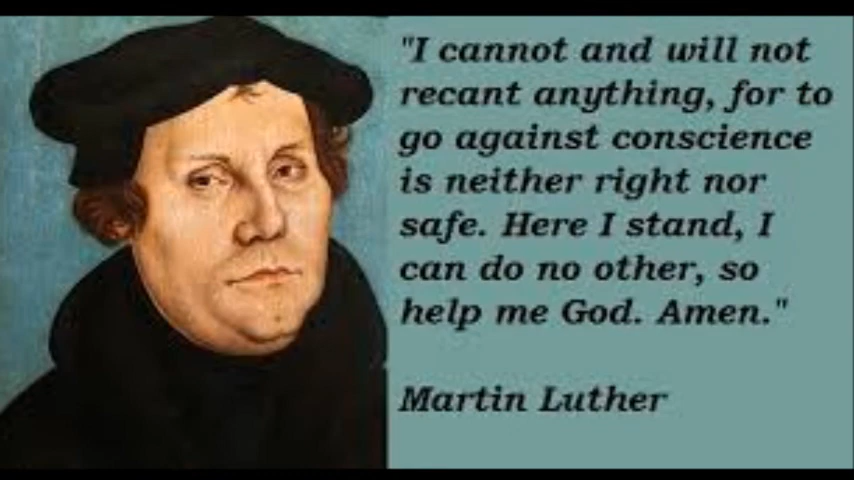 "I cannot and will not
recant anything, for to
go against conscience
is neither right nor
safe. Here I stand, I
can do no other, so
help me God. Amen."
Martin Luther